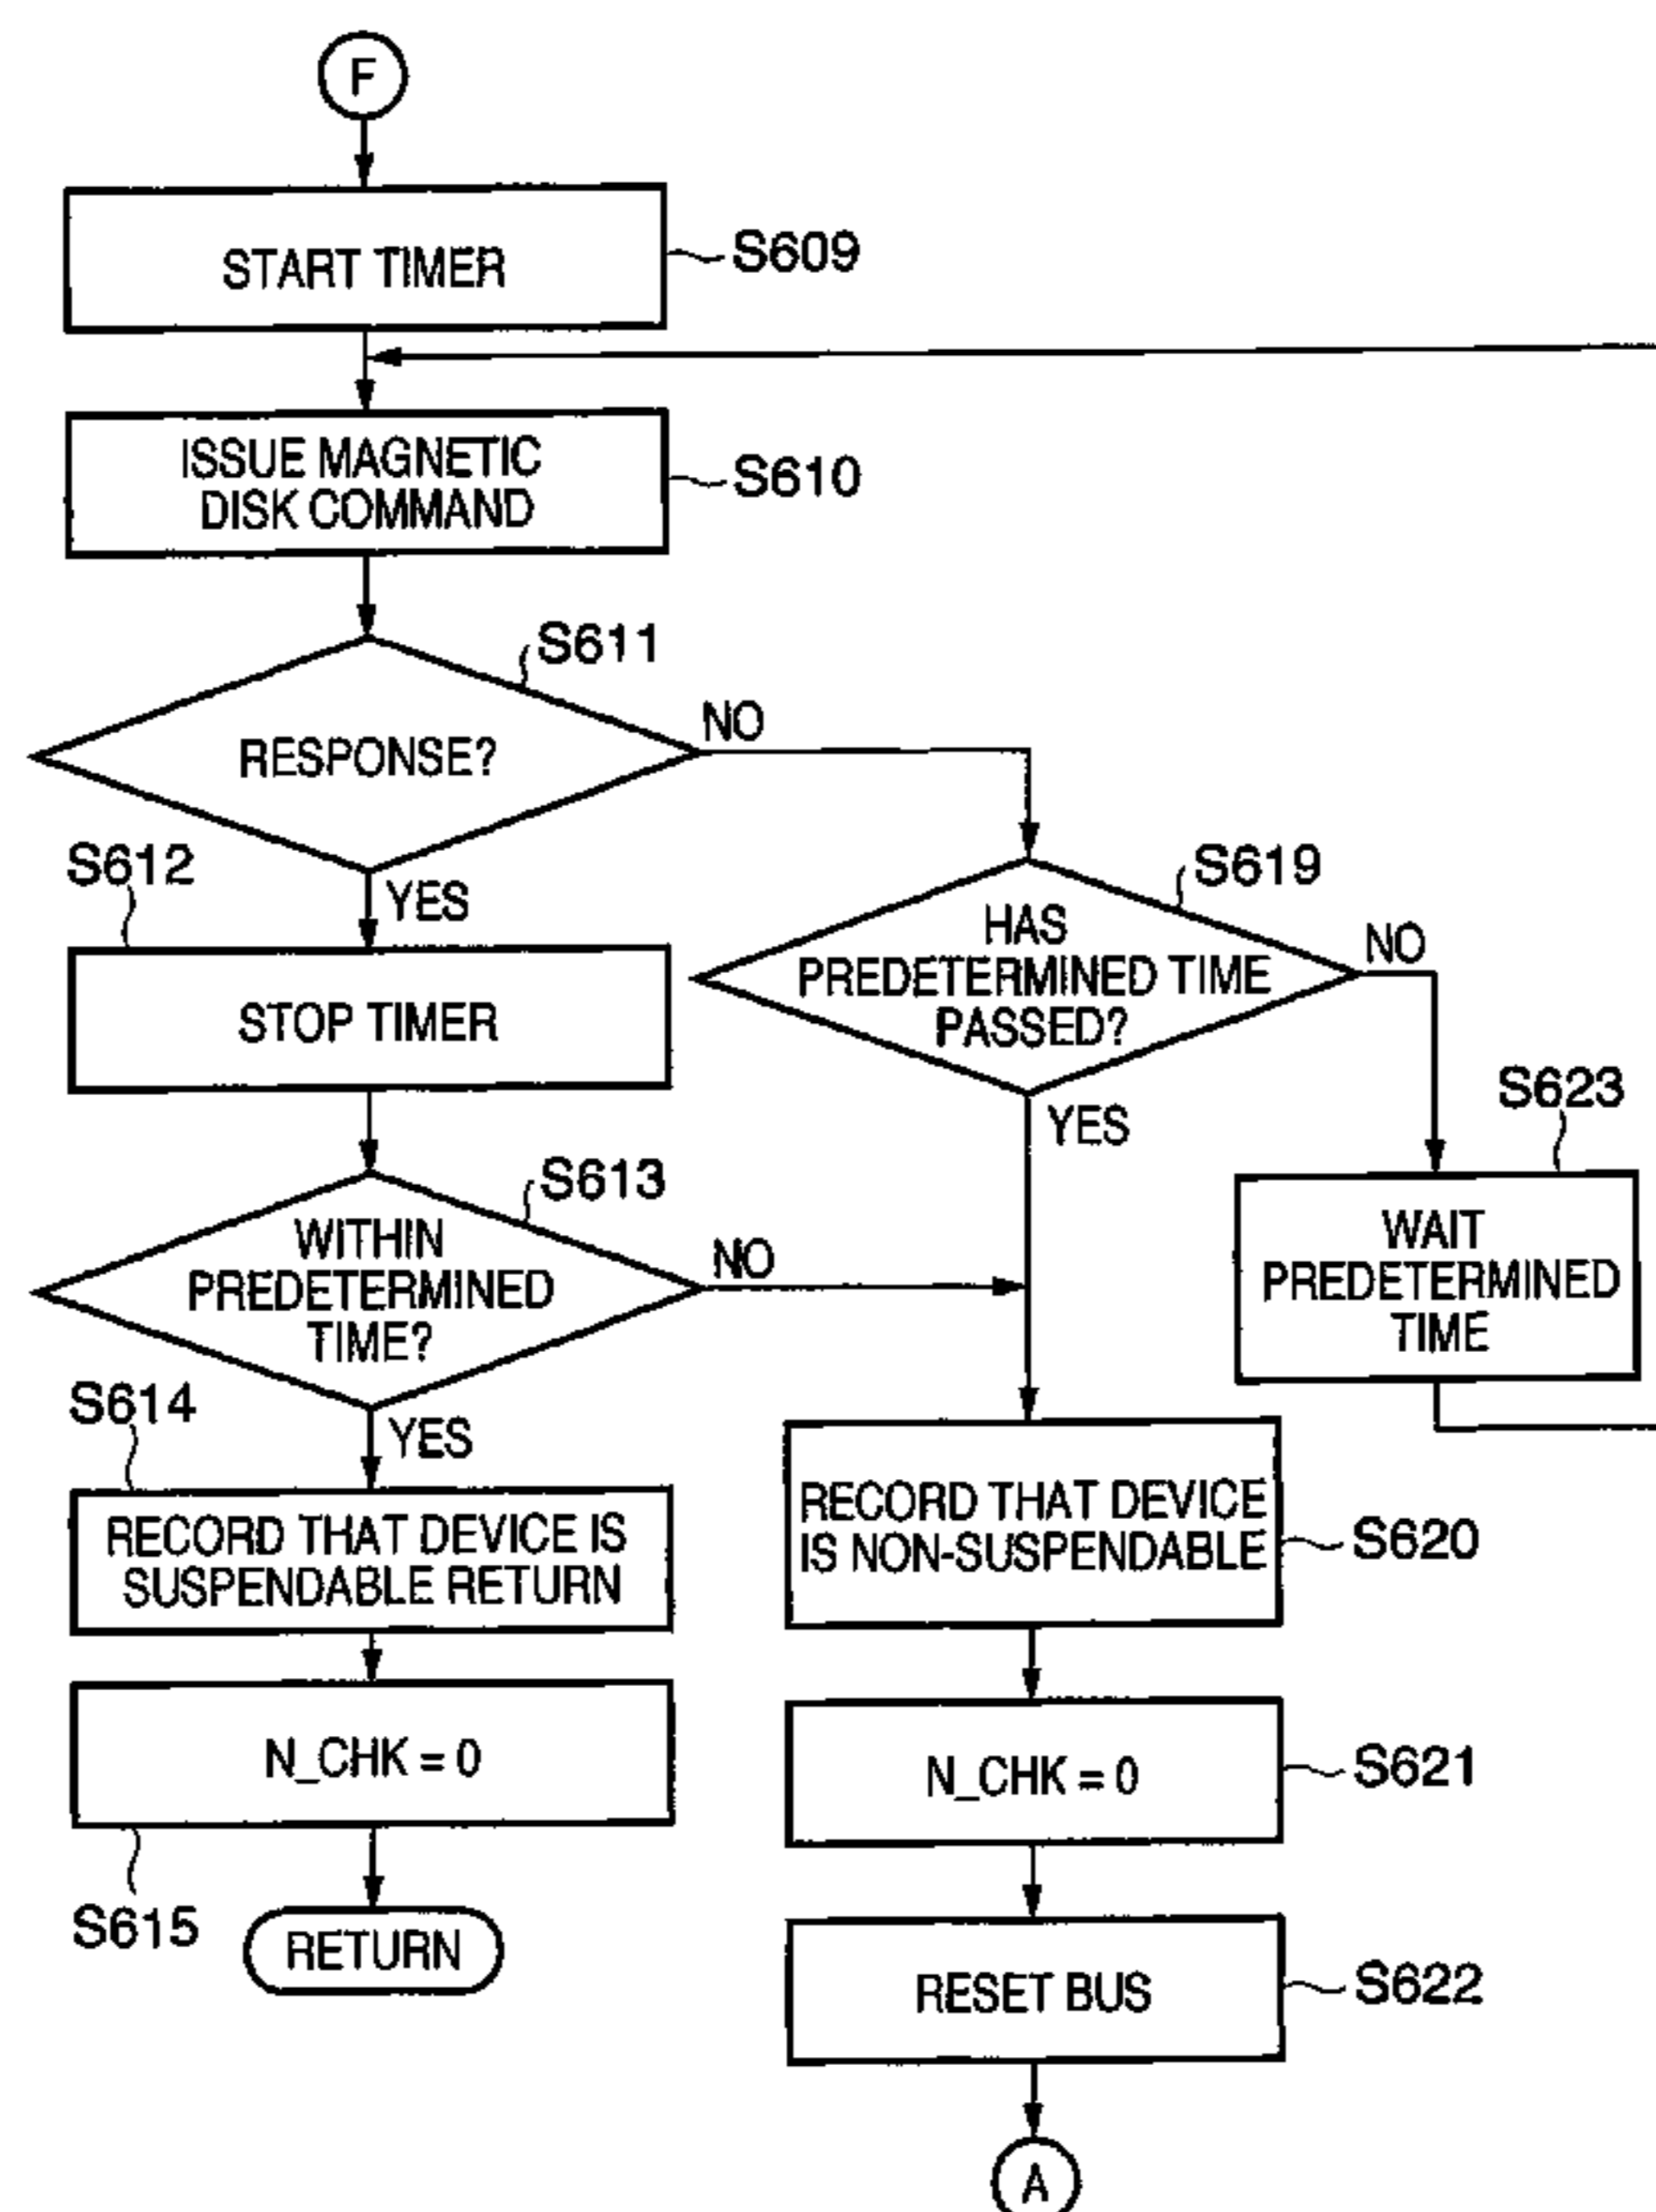 F
START TIMER
S609
ISSUE MAGNETIC
DISK COMMAND
S610
S611
RESPONSE?
NO
YES
S612
STOP TIMER
S619
HAS
PREDETERMINED TIME
PASSED?
NO
YES
S623
WAIT
PREDETERMINED
TIME
S613
WITHIN
PREDETERMINED
TIME?
NO
YES
S614
RECORD THAT DEVICE IS
SUSPENDABLE RETURN
RECORD THAT DEVICE
IS NON-SUSPENDABLE
S620
N_CHK = 0
S615
N_CHK = 0
S621
RETURN
RESET BUS
S622
A